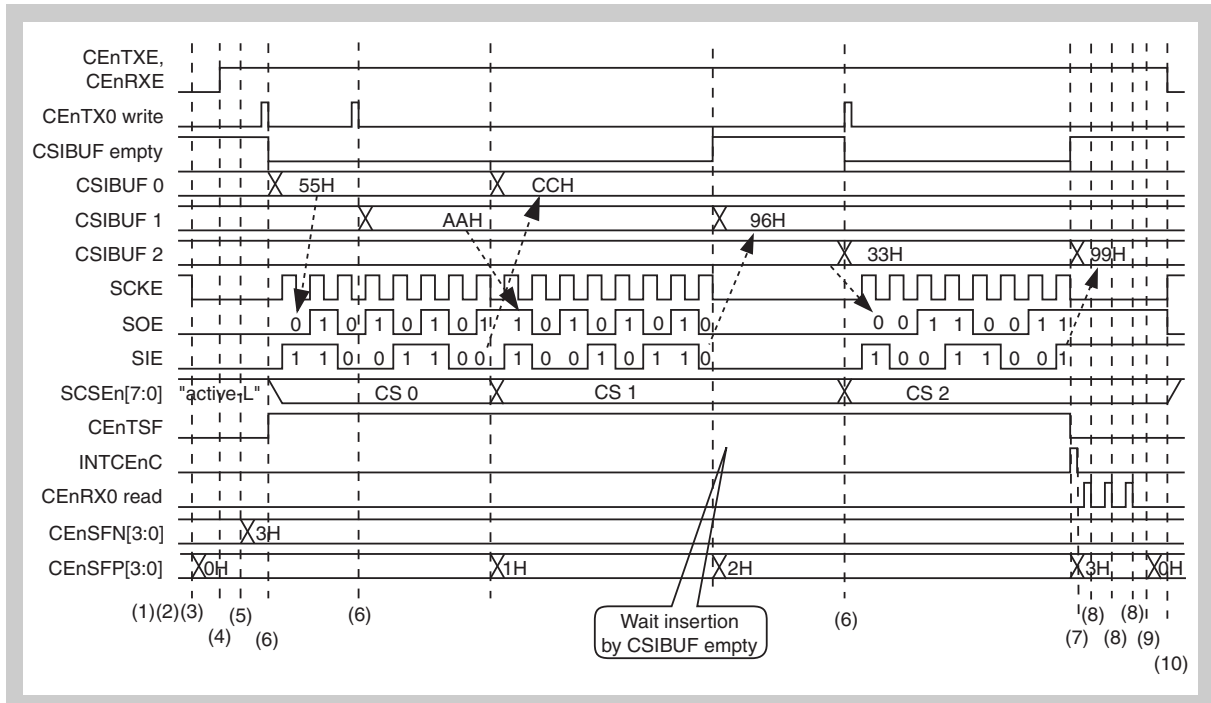 CEnTXE,
CEnRXE
CEnTX0 write
CSIBUF empty
CSIBUF 0 55H CCH
CSIBUF 1 AAH 96H
CSIBUF 2 33H 99H
SCKE
SOE 0 1 0 1 0 1 0 1 1 0 1 0 1 0 1 0 0 0 1 1 0 0 1 1
SIE 1 1 0 0 1 1 0 0 1 0 0 1 0 1 1 0 1 0 0 1 1 0 0 1
SCSEn[7:0] "active-L" CS 0 CS 1 CS 2
CEnTSF
INTCEnC
CEnRX0 read
CEnSFN[3:0] 3H
CEnSFP[3:0] 0H 1H 2H 3H 0H
(1)(2)(3) (5) (6) (8) (8)
(4) (6) (6) (7) (8) (9)
(10)
Wait insertion
by CSIBUF empty